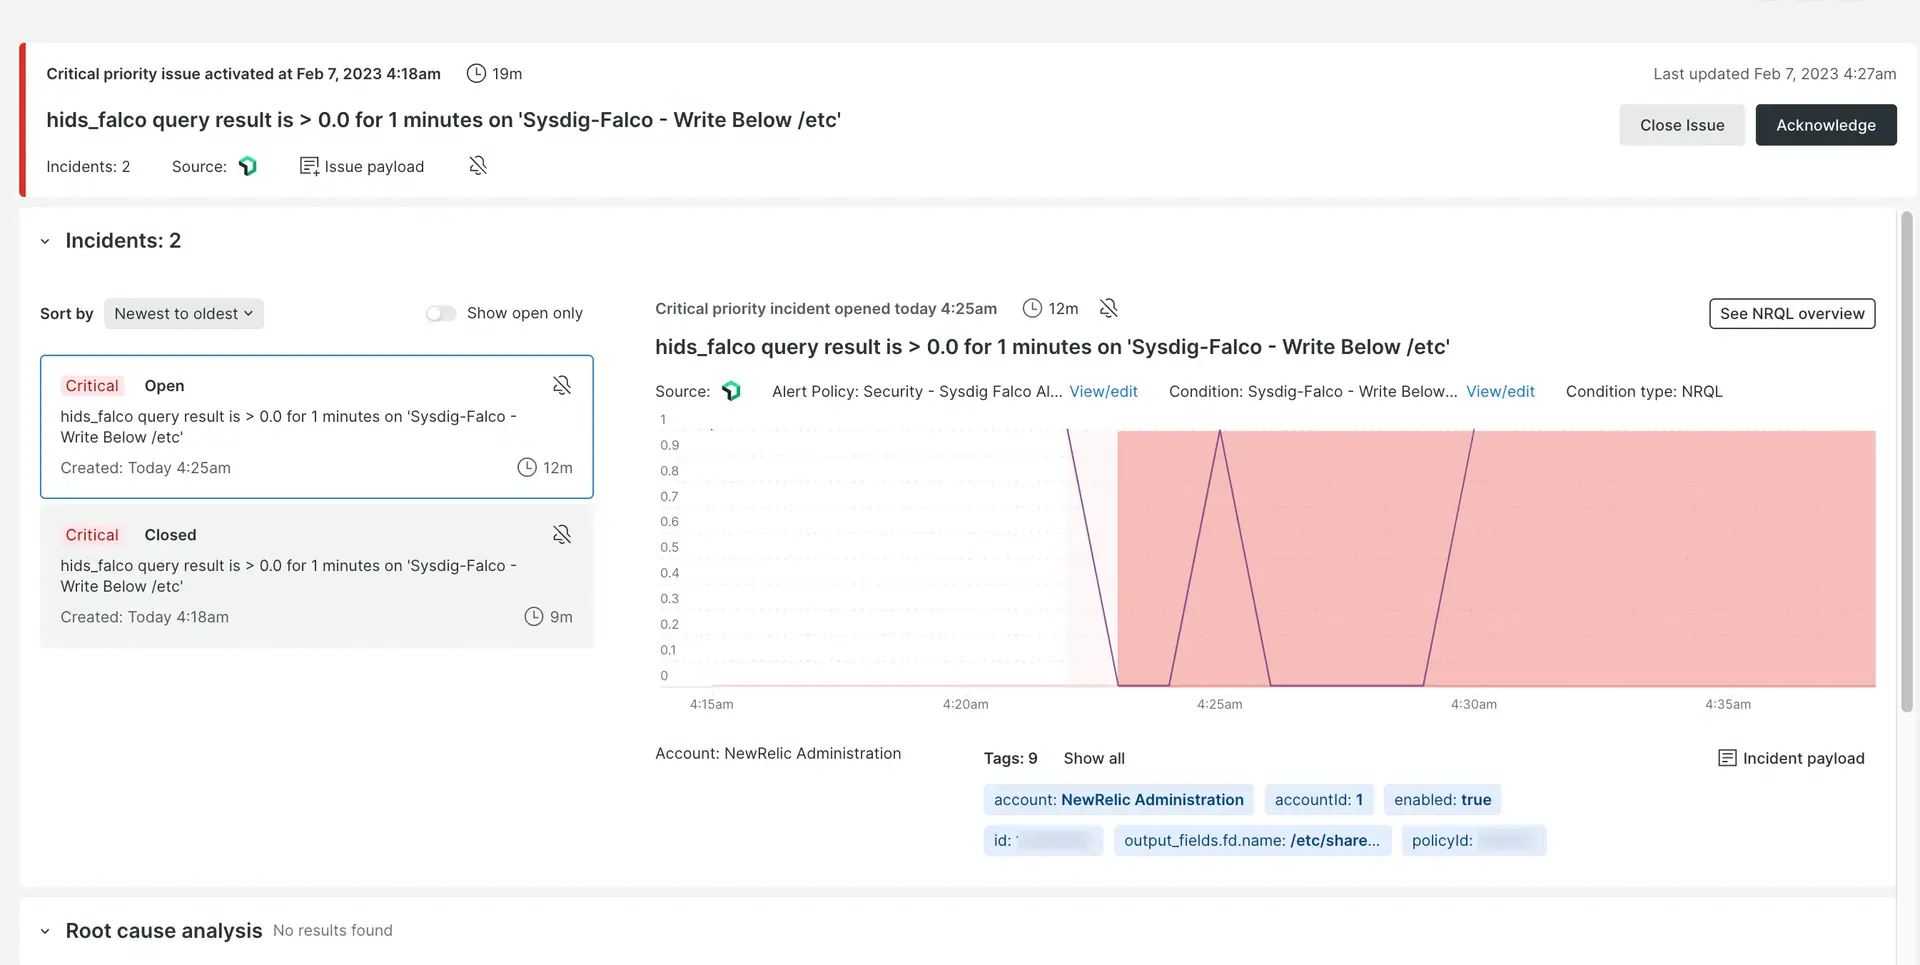 Critical priority issue activated at Feb 7, 2023 4:18am 19m
Last updated Feb 7, 2023 4:27am
hids_falco query result is > 0.0 for 1 minutes on 'Sysdig-Falco - Write Below /etc'
Close Issue
Acknowledge
Incidents: 2
Source:
Issue payload
Incidents: 2
Sort by
Newest to oldest
Show open only
Critical Open
hids_falco query result is > 0.0 for 1 minutes on 'Sysdig-Falco -
Write Below /etc'
Created: Today 4:25am 12m
Critical Closed
hids_falco query result is > 0.0 for 1 minutes on 'Sysdig-Falco -
Write Below /etc'
Created: Today 4:18am 9m
Critical priority incident opened today 4:25am 12m
See NRQL overview
hids_falco query result is > 0.0 for 1 minutes on 'Sysdig-Falco - Write Below /etc'
Source: Alert Policy: Security - Sysdig Falco Al... View/edit Condition: Sysdig-Falco - Write Below... View/edit Condition type: NRQL
1
0.9
0.8
0.7
0.6
0.5
0.4
0.3
0.2
0.1
0
4:15am 4:20am 4:25am 4:30am 4:35am
Account: NewRelic Administration
Tags: 9 Show all
Incident payload
account: NewRelic Administration accountId: 1 enabled: true
id: output_fields.fd.name: /etc/share... policyId:
Root cause analysis No results found